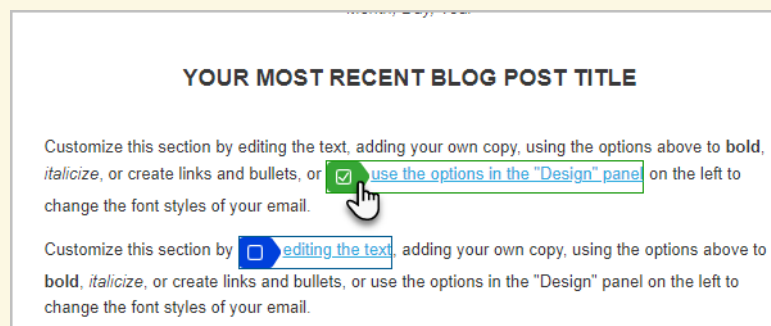 YOUR MOST RECENT BLOG POST TITLE
Customize this section by editing the text, adding your own copy, using the options above to bold,
italicize, or create links and bullets, or use the options in the "Design" panel on the left to
change the font styles of your email.
Customize this section by editing the text, adding your own copy, using the options above to
bold, italicize, or create links and bullets, or use the options in the "Design" panel on the left to
change the font styles of your email.